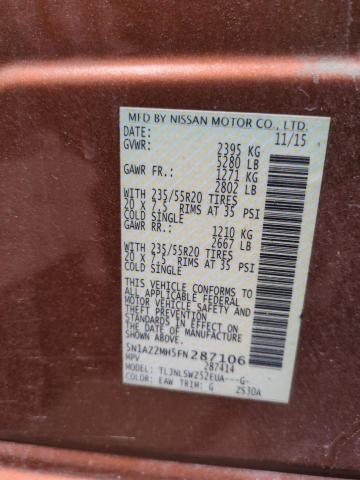 MFD BY NISSAN MOTOR CO., LTD.
DATE: 11/15
GVWR: 2395 KG
5280 LB
GAWR FR.: 1271 KG
2802 LB
WITH 235/55R20 TIRES
20 X 7.5 RIMS AT 35 PSI
COLD SINGLE
GAWR RR.: 1210 KG
2667 LB
WITH 235/55R20 TIRES
20 X 7.5 RIMS AT 35 PSI
COLD SINGLE
THIS VEHICLE CONFORMS TO
ALL APPLICABLE FEDERAL
MOTOR VEHICLE SAFETY AND
THEFT PREVENTION
STANDARDS IN EFFECT ON
THE DATE OF MANUFACTURE
SHOWN ABOVE.
5N1AZ2MH5FN287106
MPV 287414
MODEL: TLJNLSWZ52EUA---G-
COLOR: EAW TRIM: G 2S30A